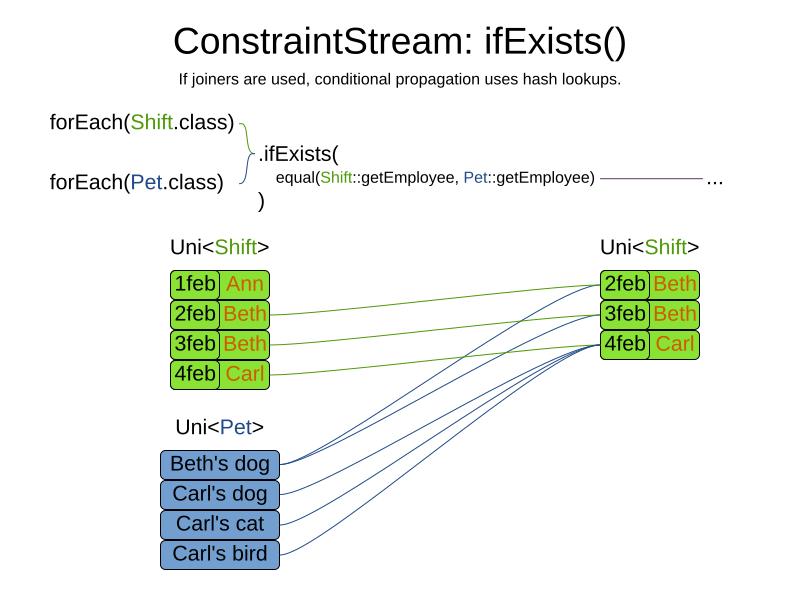 ConstraintStream: ifExists()
If joiners are used, conditional propagation uses hash lookups.
forEach(Shift.class)
.ifExists(
forEach(Pet.class)
equal(Shift::getEmployee, Pet::getEmployee)
...
)
Uni<Shift>
1feb Ann
2feb Beth
3feb Beth
4feb Carl
Uni<Shift>
2feb Beth
3feb Beth
4feb Carl
Uni<Pet>
Beth's dog
Carl's dog
Carl's cat
Carl's bird